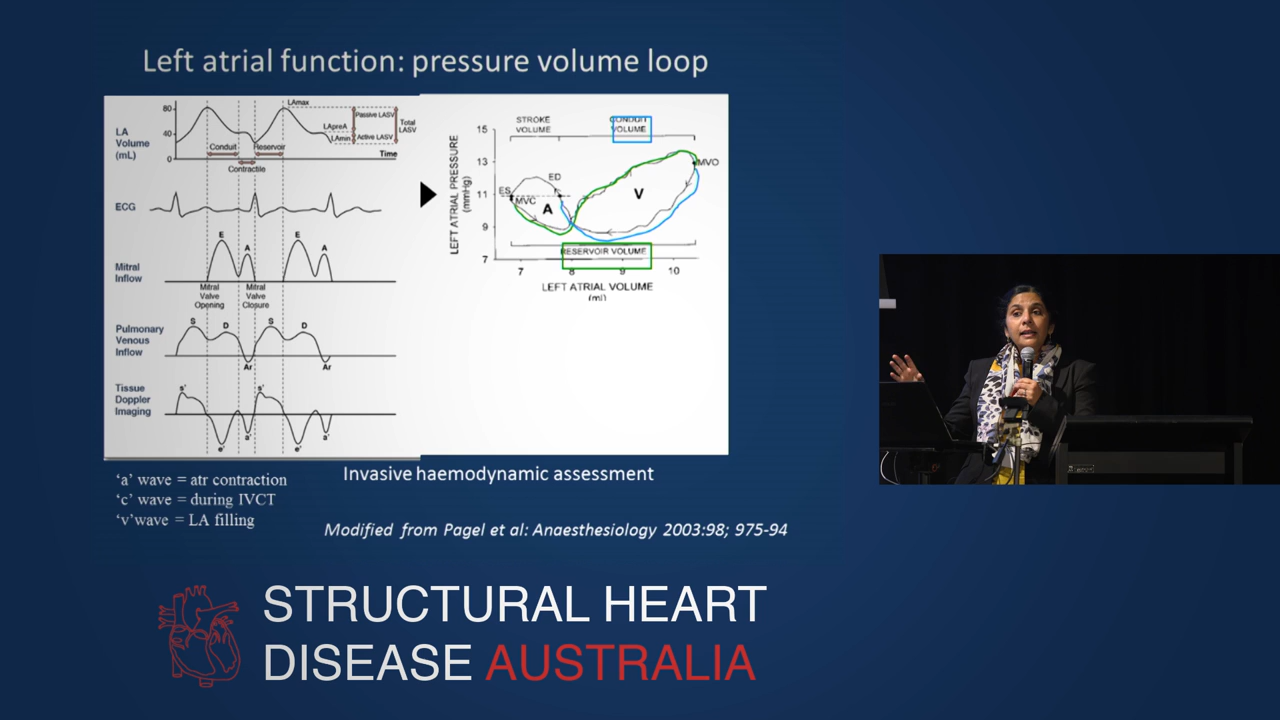 Left atrial function: pressure volume loop
LA
Volume
(mL)
80
40
0
LAmax
LApreA
LAmin
Passive LASV
Active LASV
Total
LASV
Conduit
Reservoir
Contractile
Time
ECG
Mitral
Inflow
E
A
E
A
Mitral
Valve
Opening
Mitral
Valve
Closure
Pulmonary
Venous
Inflow
S
D
S
D
Ar
Ar
Tissue
Doppler
Imaging
s'
s'
e'
a'
e'
a'
STROKE
VOLUME
CONDUIT
VOLUME
LEFT ATRIAL PRESSURE
(mmHg)
15
13
11
9
7
ES
MVC
ED
MVO
A
V
RESERVOIR VOLUME
7
8
9
10
LEFT ATRIAL VOLUME
(ml)
'a' wave = atr contraction
'c' wave = during IVCT
'v'wave = LA filling
Invasive haemodynamic assessment
Modified from Pagel et al: Anaesthesiology 2003:98; 975-94
STRUCTURAL HEART
DISEASE AUSTRALIA